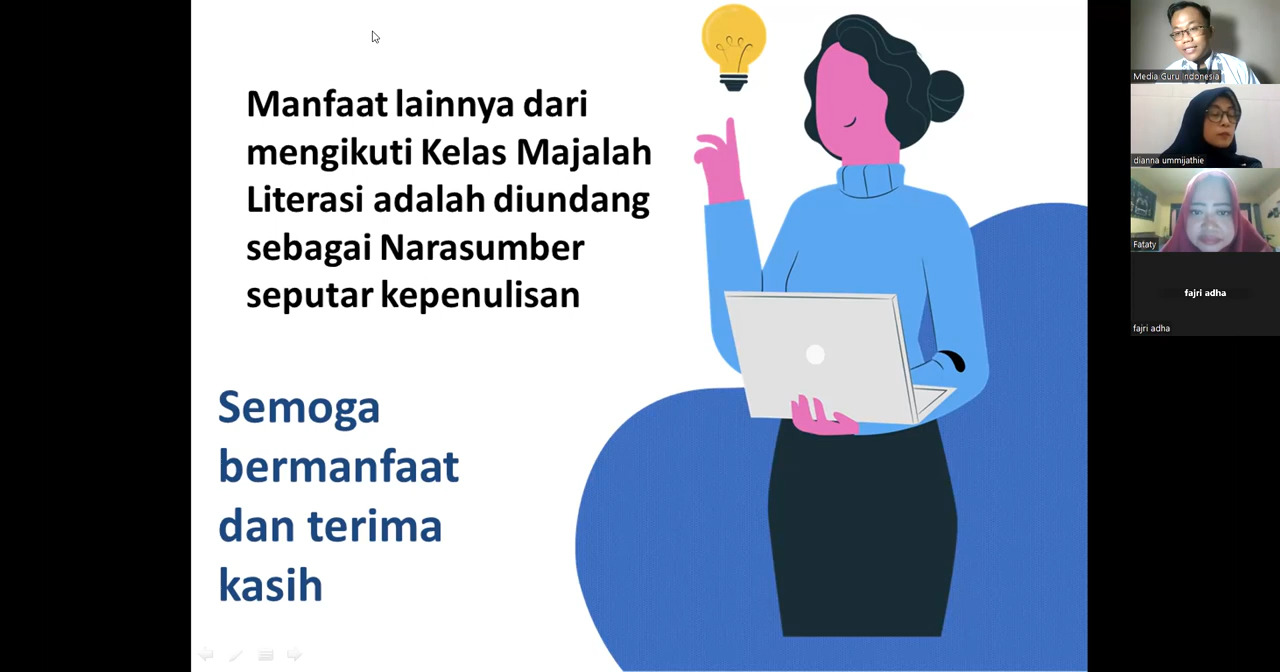 Manfaat lainnya dari
mengikuti Kelas Majalah
Literasi adalah diundang
sebagai Narasumber
seputar kepenulisan
Semoga
bermanfaat
dan terima
kasih
Media Guru Indonesia
dianna ummijathie
Fataty
fajri adha
fajri adha